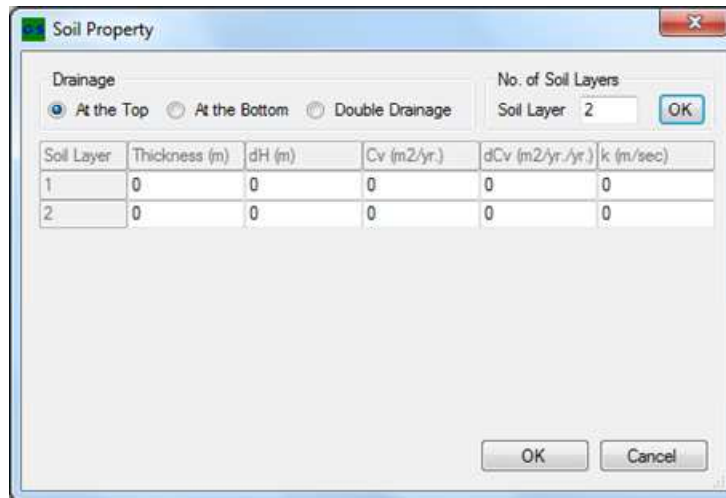 GS Soil Property
Drainage
At the Top At the Bottom Double Drainage
No. of Soil Layers
Soil Layer 2 OK
Soil Layer Thickness (m) dH (m) Cv (m2/yr.) dCv (m2/yr./yr.) k (m/sec)
1 0 0 0 0 0
2 0 0 0 0 0
OK Cancel